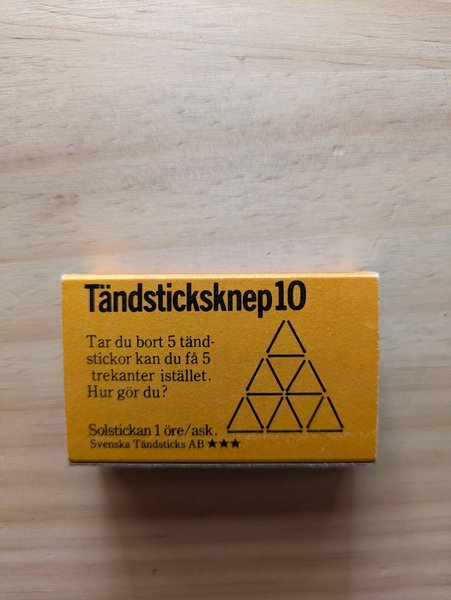 Tändsticksknep 10
Tar du bort 5 tänd-
stickor kan du få 5
trekanter istället.
Hur gör du?
Solstickan 1 öre/ask.
Svenska Tändsticks AB ★★★